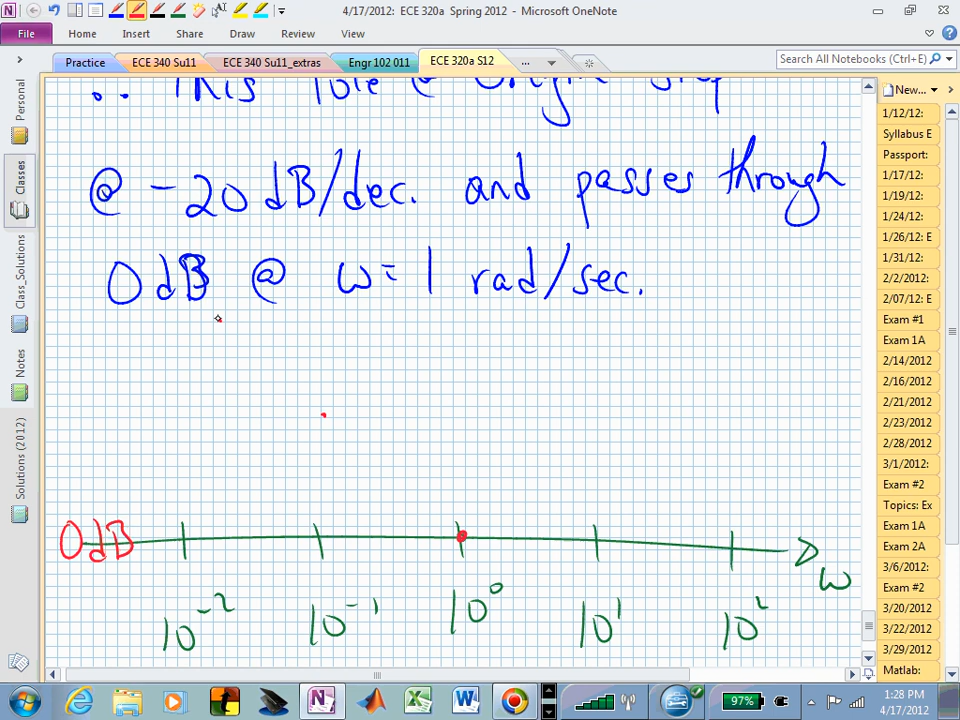 4/17/2012: ECE 320a Spring 2012 - Microsoft OneNote
File Home Insert Share Draw Review View
Practice ECE 340 Su11 ECE 340 Su11_extras Engr 102 011 ECE 320a S12 ...
Search All Notebooks (Ctrl+E)
Personal
Classes
Class_Solutions
Notes
Solutions (2012)
∴ This Pole @ Origin
@ -20 dB/dec. and passes through
0 dB @ w = 1 rad/sec.
0dB
w
10^-2 10^-1 10^0 10^1 10^2
New...
1/12/12:
Syllabus E
Passport:
1/17/12:
1/19/12:
1/24/12:
1/26/12: E
1/31/12:
2/2/2012:
2/07/12: E
Exam #1
Exam 1A
2/14/2012
2/16/2012
2/21/2012
2/23/2012
2/28/2012
3/1/2012:
Exam #2
Topics: Ex
Exam 1A
Exam 2A
3/6/2012:
Exam #2
3/20/2012
3/22/2012
3/29/2012
Matlab:
97%
1:28 PM
4/17/2012